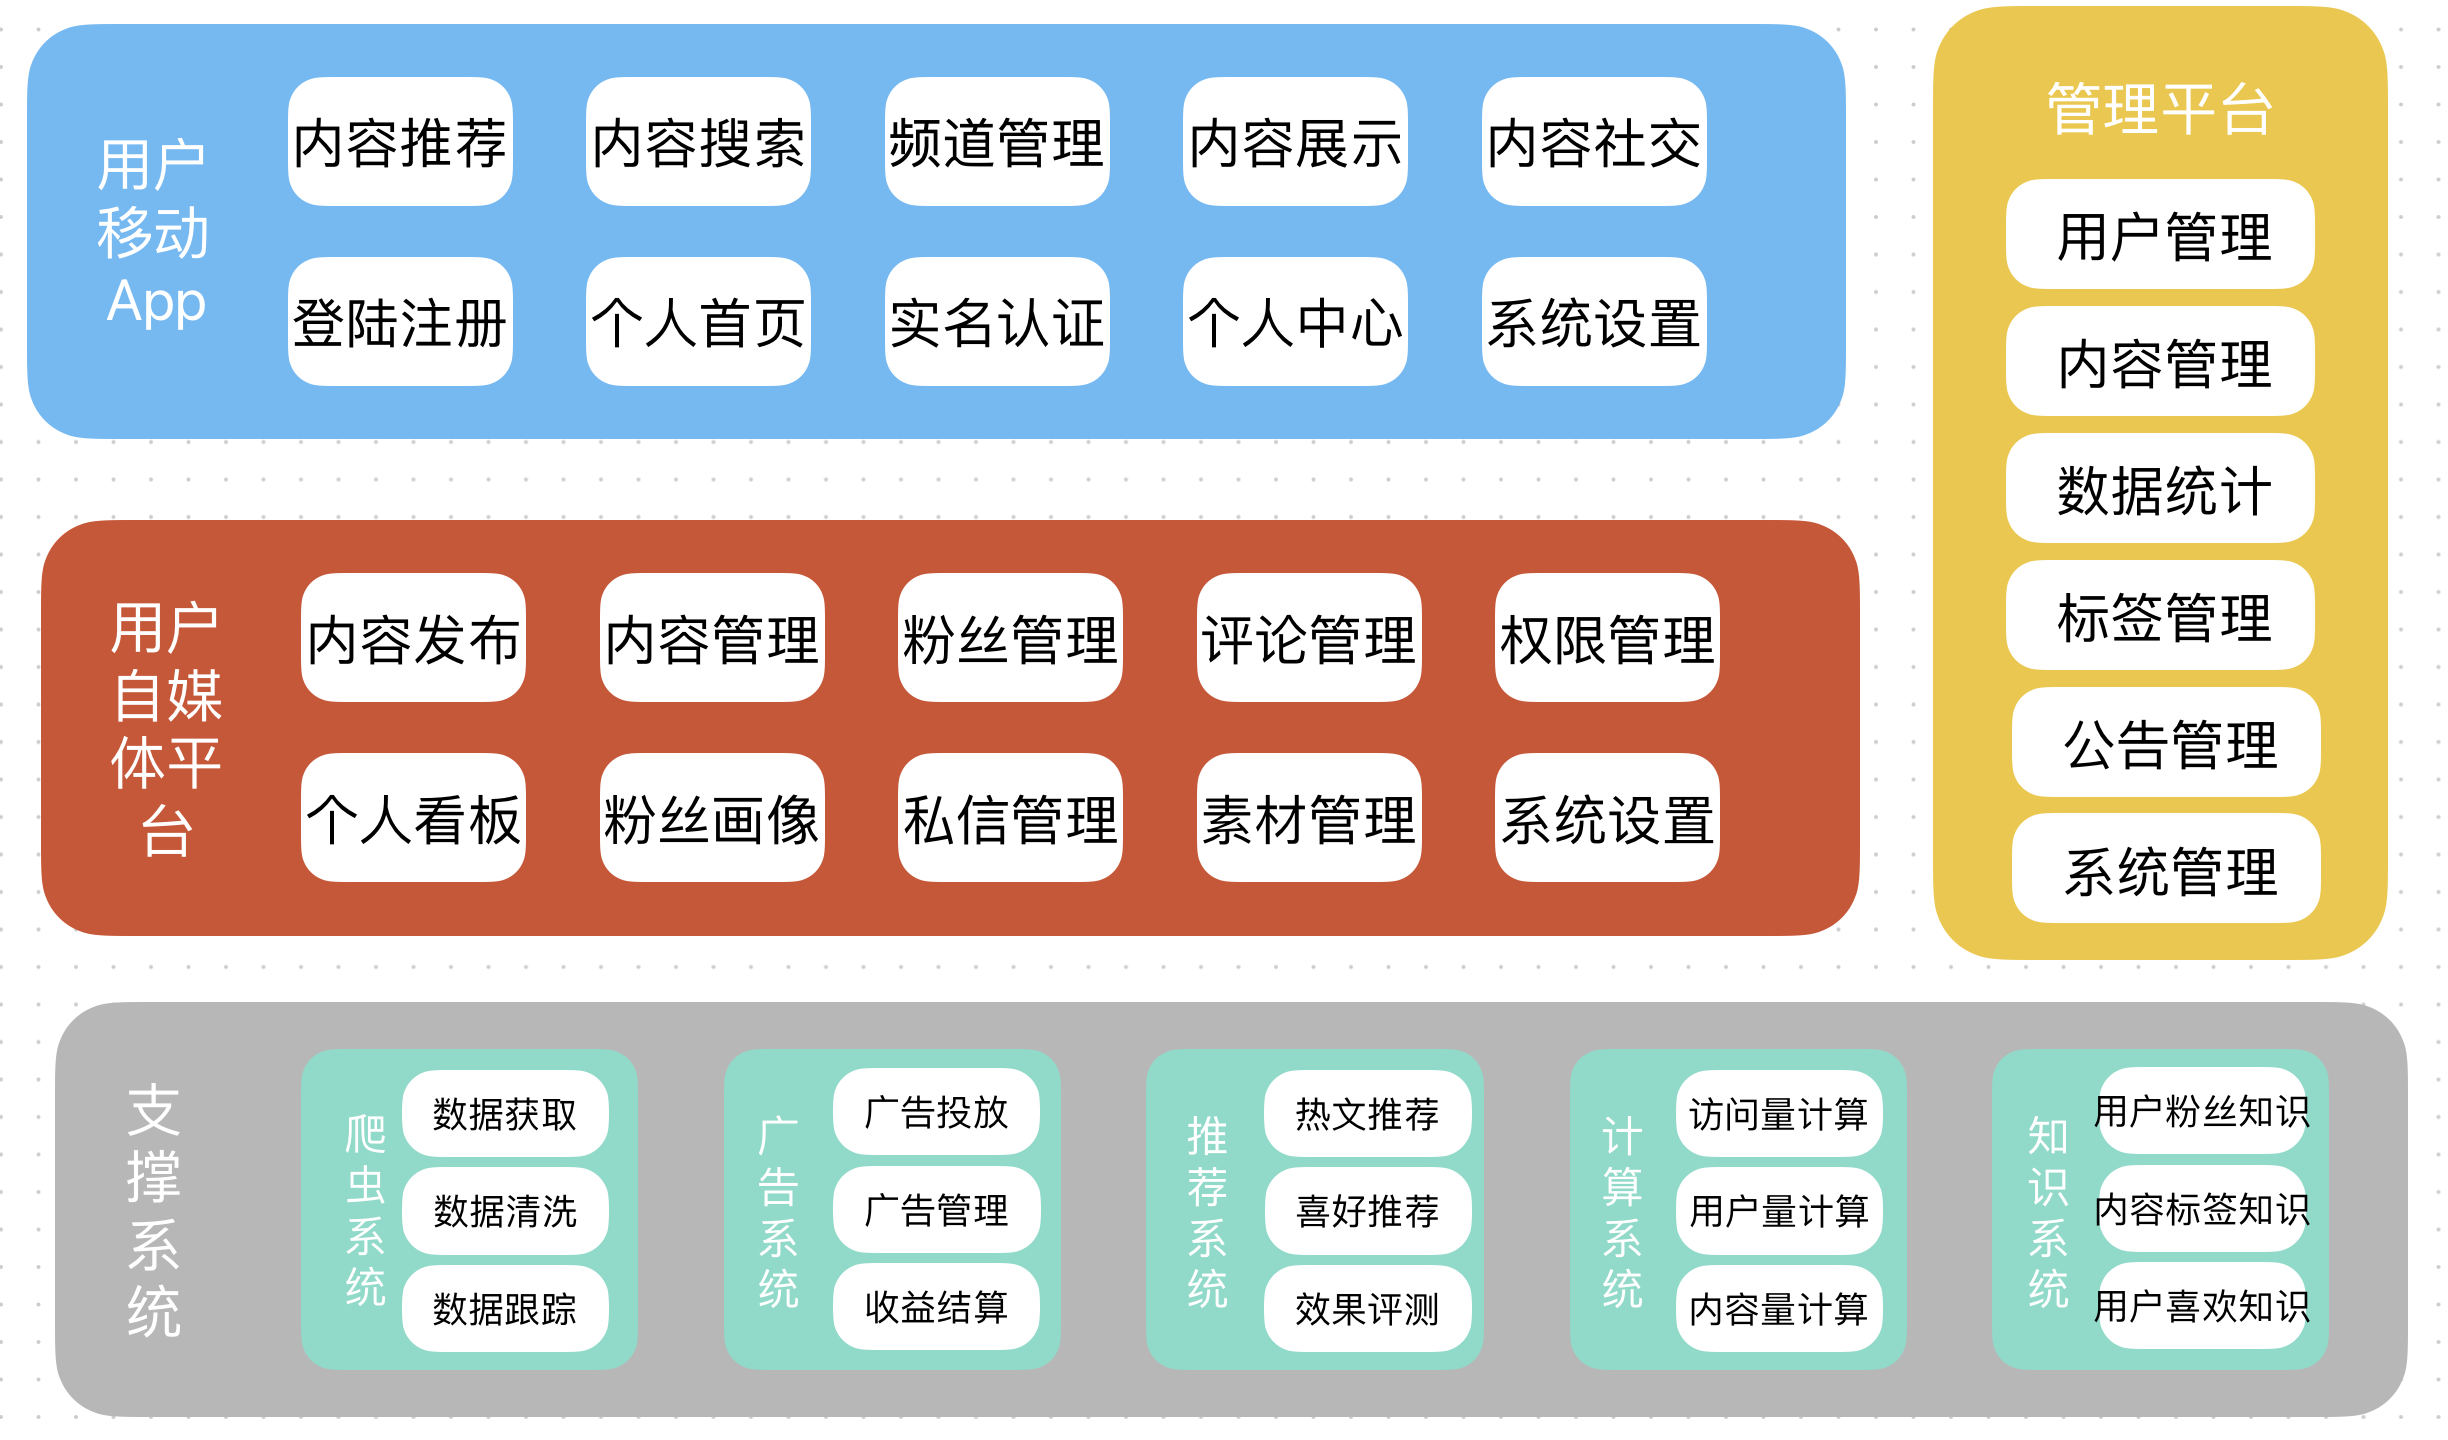 用户
移动
App
内容推荐
内容搜索
频道管理
内容展示
内容社交
登陆注册
个人首页
实名认证
个人中心
系统设置
管理平台
用户管理
内容管理
数据统计
标签管理
公告管理
系统管理
用户
自媒
体平
台
内容发布
内容管理
粉丝管理
评论管理
权限管理
个人看板
粉丝画像
私信管理
素材管理
系统设置
支
撑
系
统
爬
虫
系
统
数据获取
数据清洗
数据跟踪
广
告
系
统
广告投放
广告管理
收益结算
推
荐
系
统
热文推荐
喜好推荐
效果评测
计
算
系
统
访问量计算
用户量计算
内容量计算
知
识
系
统
用户粉丝知识
内容标签知识
用户喜欢知识